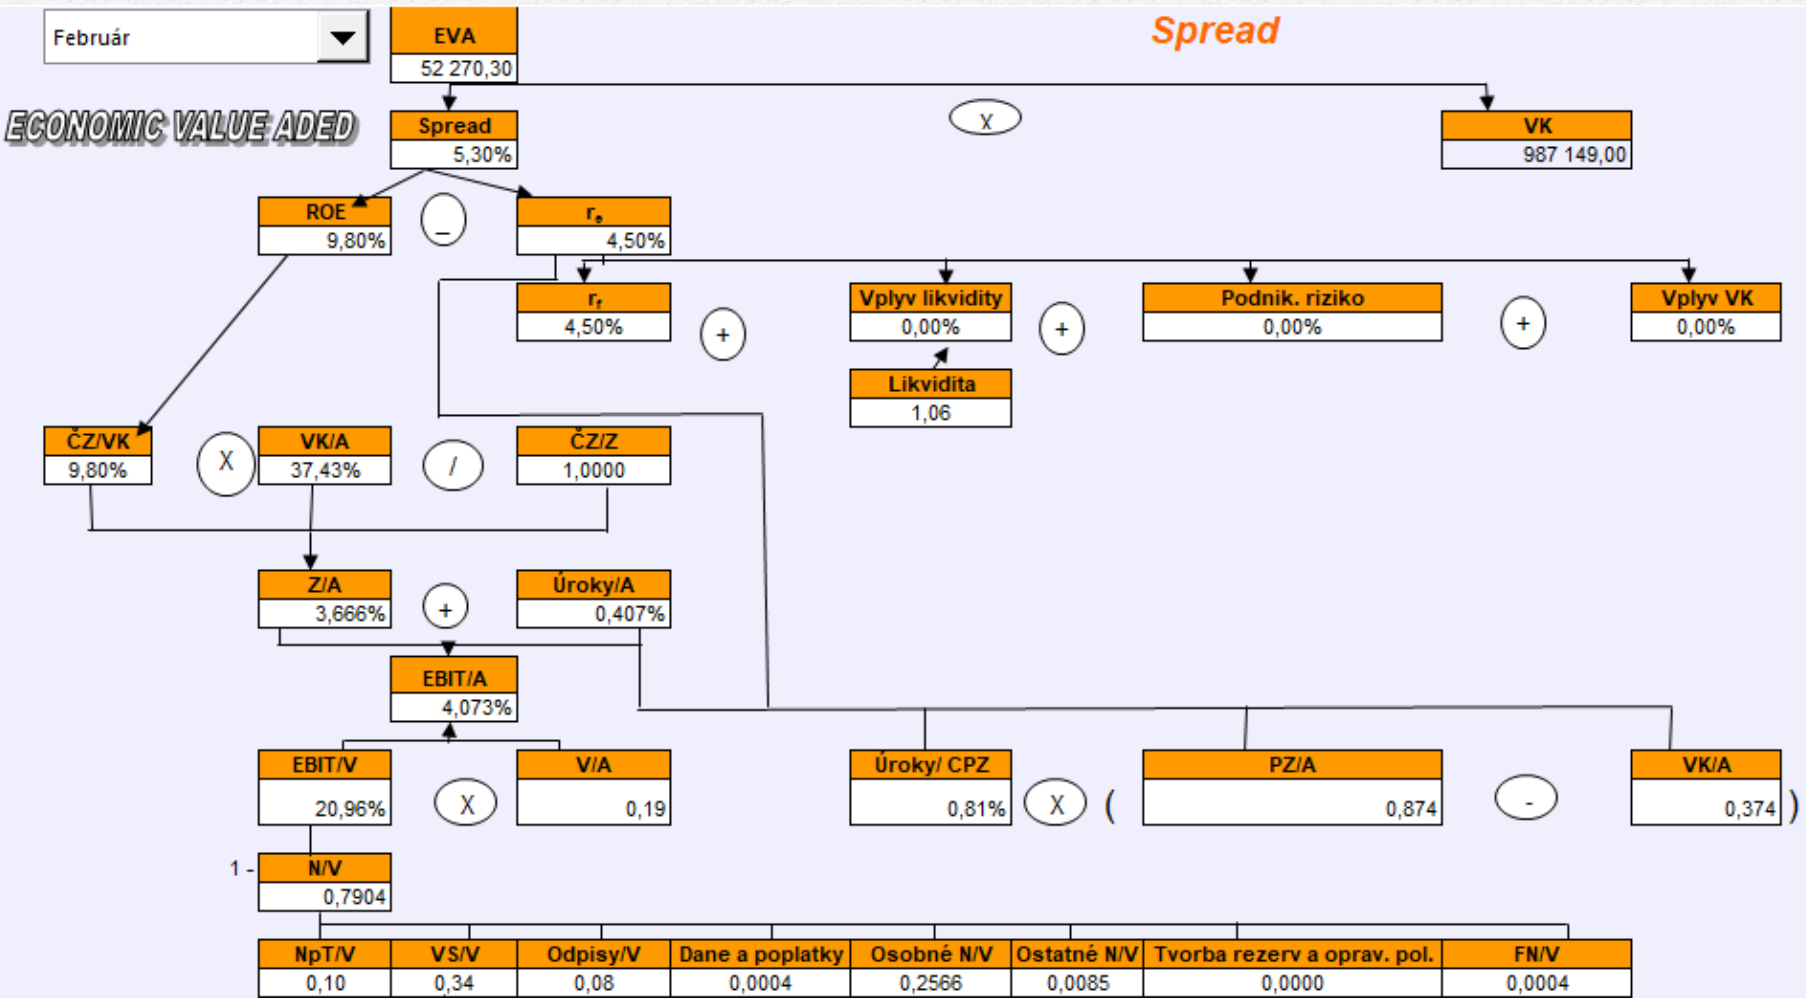 Február
EVA
52 270,30
Spread
ECONOMIC VALUE ADED
Spread
5,30%
X
VK
987 149,00
ROE
9,80%
_
re
4,50%
rf
4,50%
+
Vplyv likvidity
0,00%
+
Podnik. riziko
0,00%
+
Vplyv VK
0,00%
Likvidita
1,06
ČZ/VK
9,80%
X
VK/A
37,43%
/
ČZ/Z
1,0000
Z/A
3,666%
+
Úroky/A
0,407%
EBIT/A
4,073%
EBIT/V
20,96%
X
V/A
0,19
Úroky/ CPZ
0,81%
X
(
PZ/A
0,874
-
VK/A
0,374
)
1 -
N/V
0,7904
NpT/V
0,10
VS/V
0,34
Odpisy/V
0,08
Dane a poplatky
0,0004
Osobné N/V
0,2566
Ostatné N/V
0,0085
Tvorba rezerv a oprav. pol.
0,0000
FN/V
0,0004